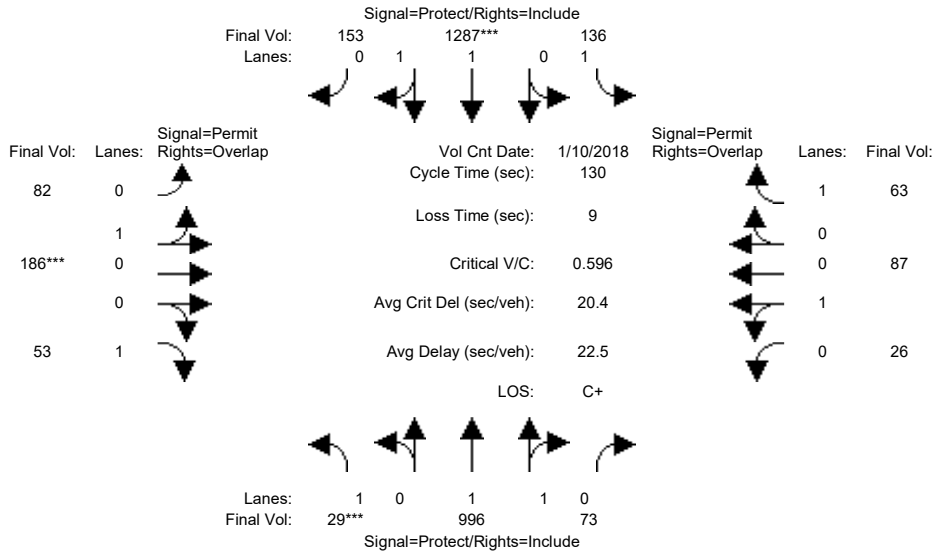 Signal=Protect/Rights=Include
Final Vol: 153 1287*** 136
Lanes: 0 1 1 0 1
Signal=Permit Signal=Permit
Final Vol: Lanes: Rights=Overlap Vol Cnt Date: 1/10/2018 Rights=Overlap Lanes: Final Vol:
Cycle Time (sec): 130
82 0 1 63
Loss Time (sec): 9
1 0
186*** 0 Critical V/C: 0.596 0 87
0 Avg Crit Del (sec/veh): 20.4 1
53 1 Avg Delay (sec/veh): 22.5 0 26
LOS: C+
Lanes: 1 0 1 1 0
Final Vol: 29*** 996 73
Signal=Protect/Rights=Include